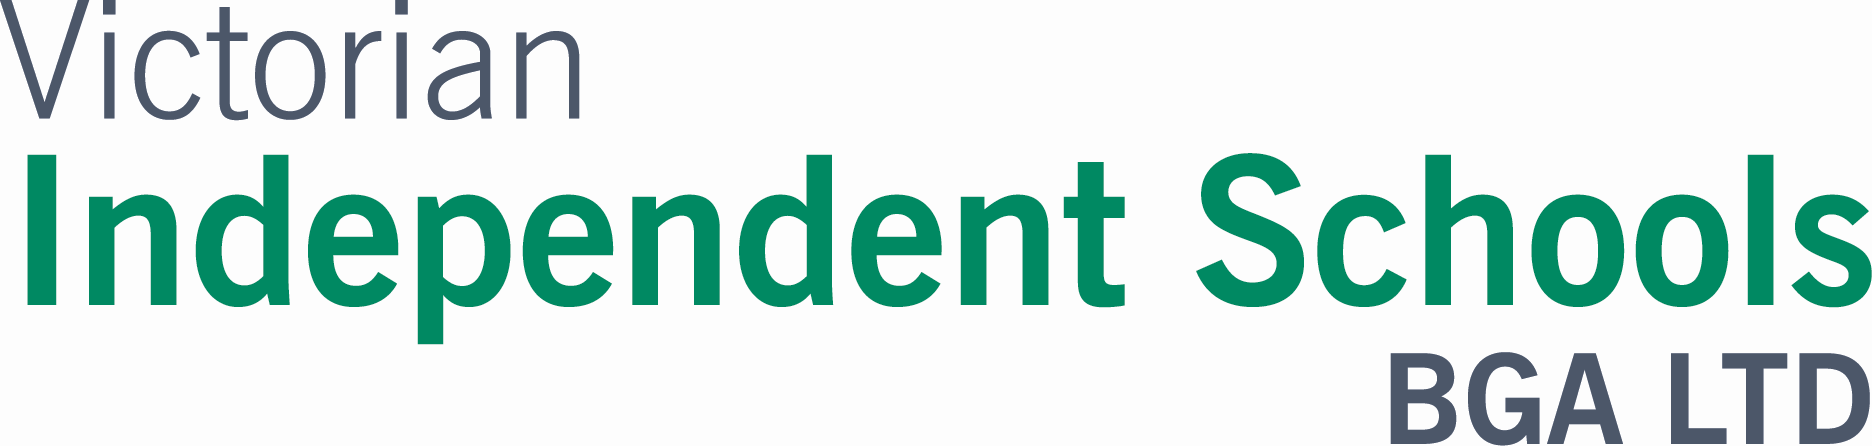 Victorian
Independent Schools
BGA LTD